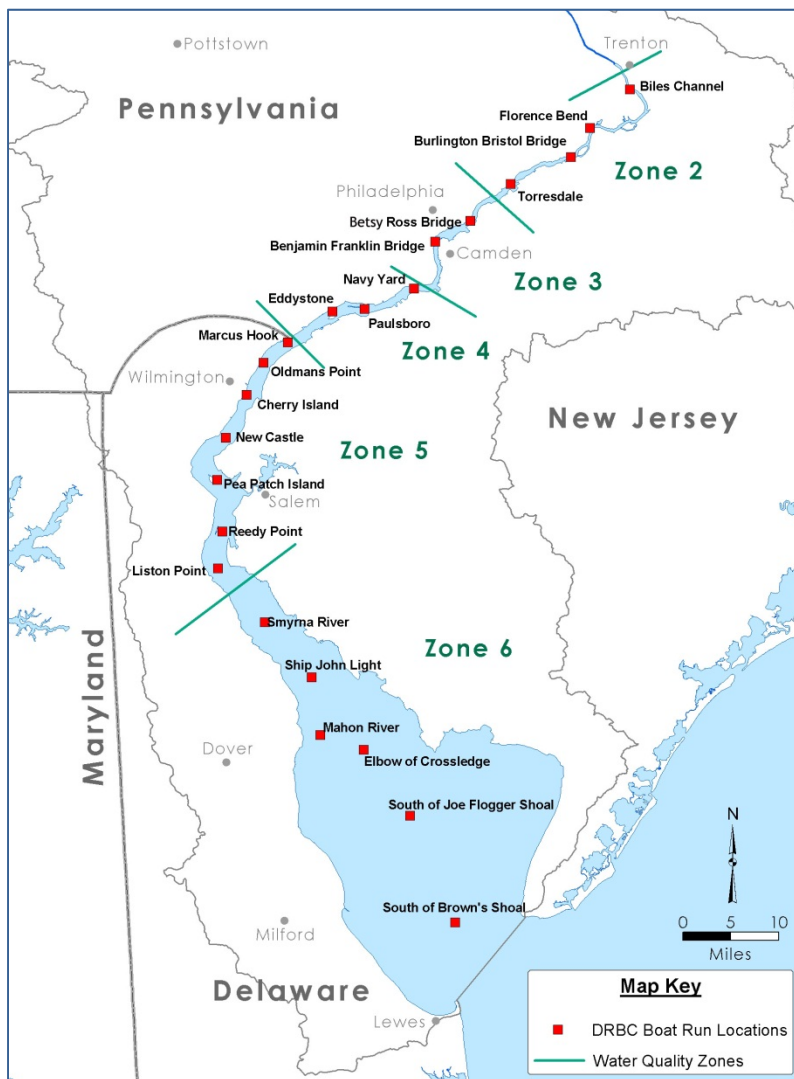 Pottstown
Trenton
Pennsylvania
Biles Channel
Florence Bend
Burlington Bristol Bridge
Zone 2
Philadelphia
Torresdale
Betsy Ross Bridge
Benjamin Franklin Bridge
Camden
Navy Yard
Zone 3
Eddystone
Paulsboro
Marcus Hook
Zone 4
Oldmans Point
Wilmington
Cherry Island
New Jersey
New Castle
Zone 5
Pea Patch Island
Salem
Reedy Point
Liston Point
Smyrna River
Zone 6
Ship John Light
Maryland
Mahon River
Dover
Elbow of Crossledge
South of Joe Flogger Shoal
N
South of Brown's Shoal
Milford
0 5 10
Miles
Delaware
Map Key
Lewes
DRBC Boat Run Locations
Water Quality Zones